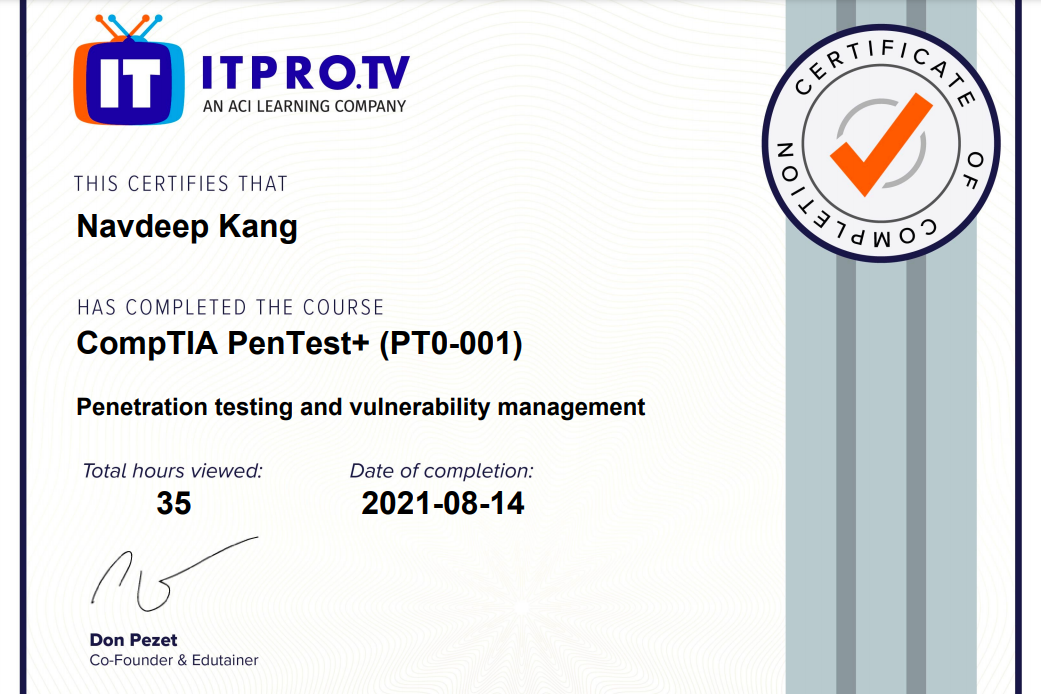 IT ITPRO.TV
AN ACI LEARNING COMPANY
CERTIFICATE OF COMPLETION
THIS CERTIFIES THAT
Navdeep Kang
HAS COMPLETED THE COURSE
CompTIA PenTest+ (PT0-001)
Penetration testing and vulnerability management
Total hours viewed: Date of completion:
35 2021-08-14
Don Pezet
Co-Founder & Edutainer